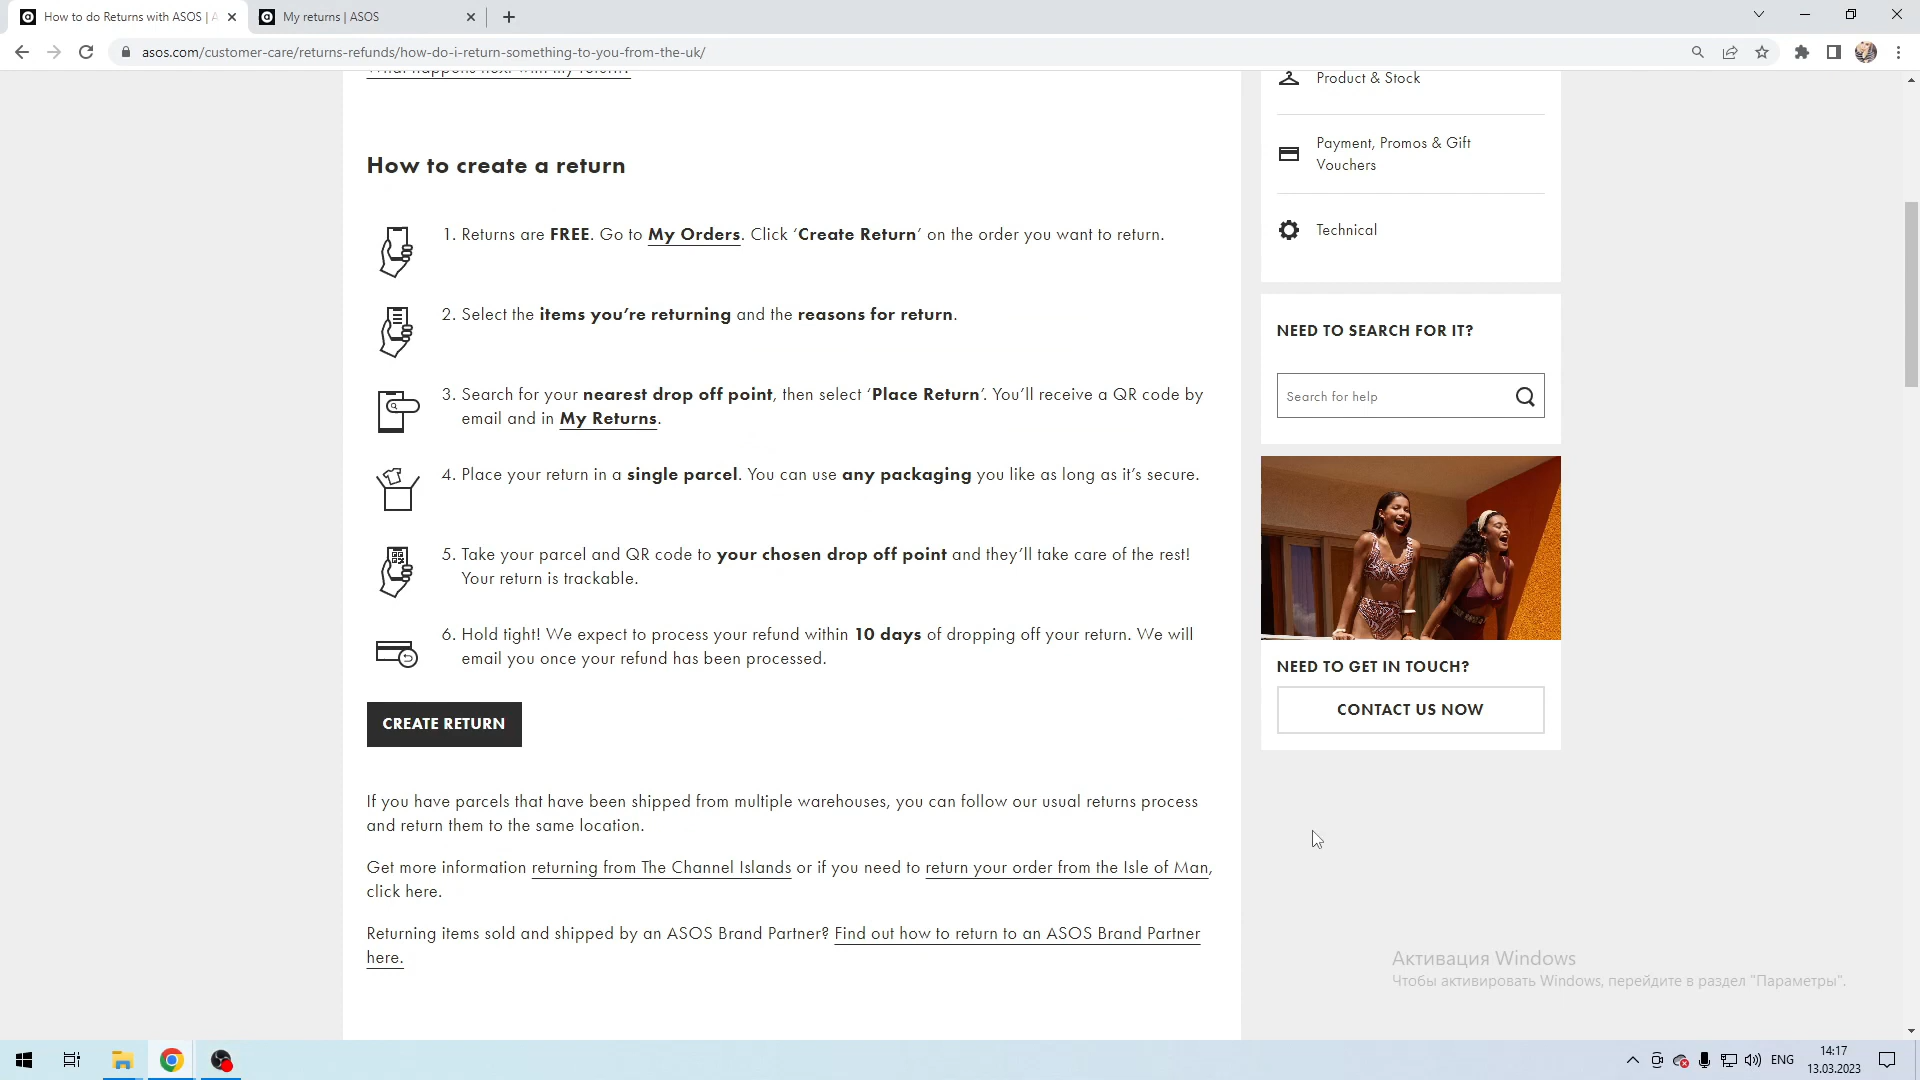 How to do Returns with ASOS | A
My returns | ASOS
asos.com/customer-care/returns-refunds/how-do-i-return-something-to-you-from-the-uk/
What happens next with my return?
How to create a return
1. Returns are FREE. Go to My Orders. Click ‘Create Return’ on the order you want to return.
2. Select the items you’re returning and the reasons for return.
3. Search for your nearest drop off point, then select ‘Place Return’. You’ll receive a QR code by
email and in My Returns.
4. Place your return in a single parcel. You can use any packaging you like as long as it’s secure.
5. Take your parcel and QR code to your chosen drop off point and they’ll take care of the rest!
Your return is trackable.
6. Hold tight! We expect to process your refund within 10 days of dropping off your return. We will
email you once your refund has been processed.
CREATE RETURN
If you have parcels that have been shipped from multiple warehouses, you can follow our usual returns process
and return them to the same location.
Get more information returning from The Channel Islands or if you need to return your order from the Isle of Man,
click here.
Returning items sold and shipped by an ASOS Brand Partner? Find out how to return to an ASOS Brand Partner
here.
Product & Stock
Payment, Promos & Gift
Vouchers
Technical
NEED TO SEARCH FOR IT?
Search for help
NEED TO GET IN TOUCH?
CONTACT US NOW
Активация Windows
Чтобы активировать Windows, перейдите в раздел "Параметры".
ENG
14:17
13.03.2023